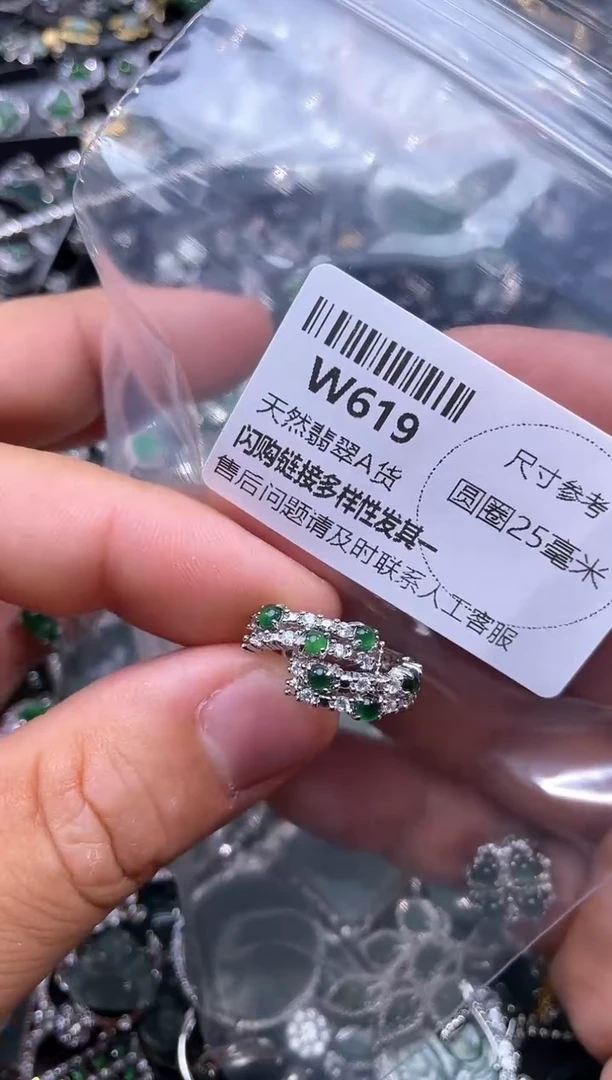 W619
天然翡翠A货
闪购链接多样性发其一
售后问题请及时联系人工客服
尺寸参考
圆圈25毫米